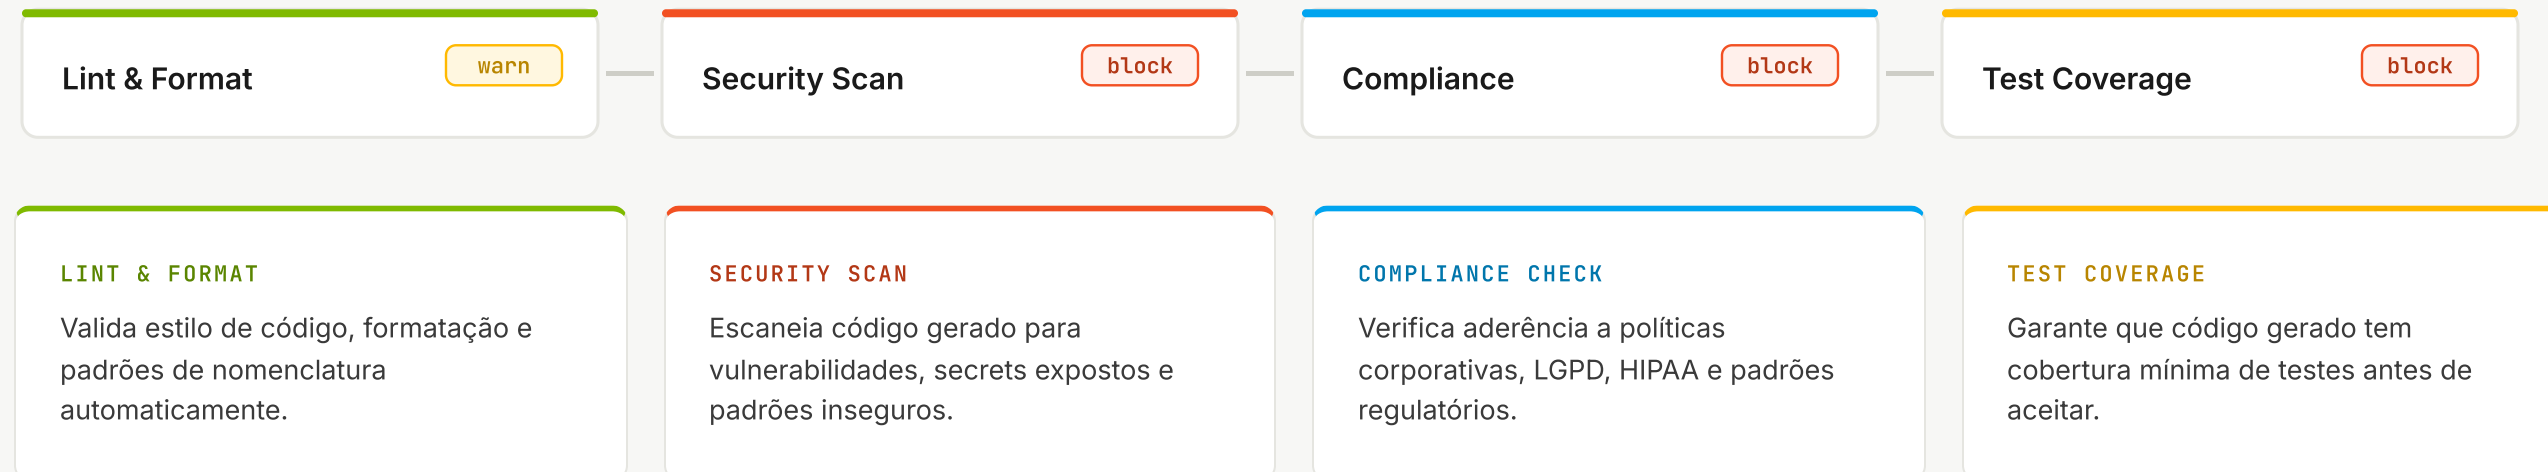 Lint & Format
warn
Security Scan
block
Compliance
block
Test Coverage
block
LINT & FORMAT
Valida estilo de código, formatação e
padrões de nomenclatura
automaticamente.
SECURITY SCAN
Escaneia código gerado para
vulnerabilidades, secrets expostos e
padrões inseguros.
COMPLIANCE CHECK
Verifica aderência a políticas
corporativas, LGPD, HIPAA e padrões
regulatórios.
TEST COVERAGE
Garante que código gerado tem
cobertura mínima de testes antes de
aceitar.